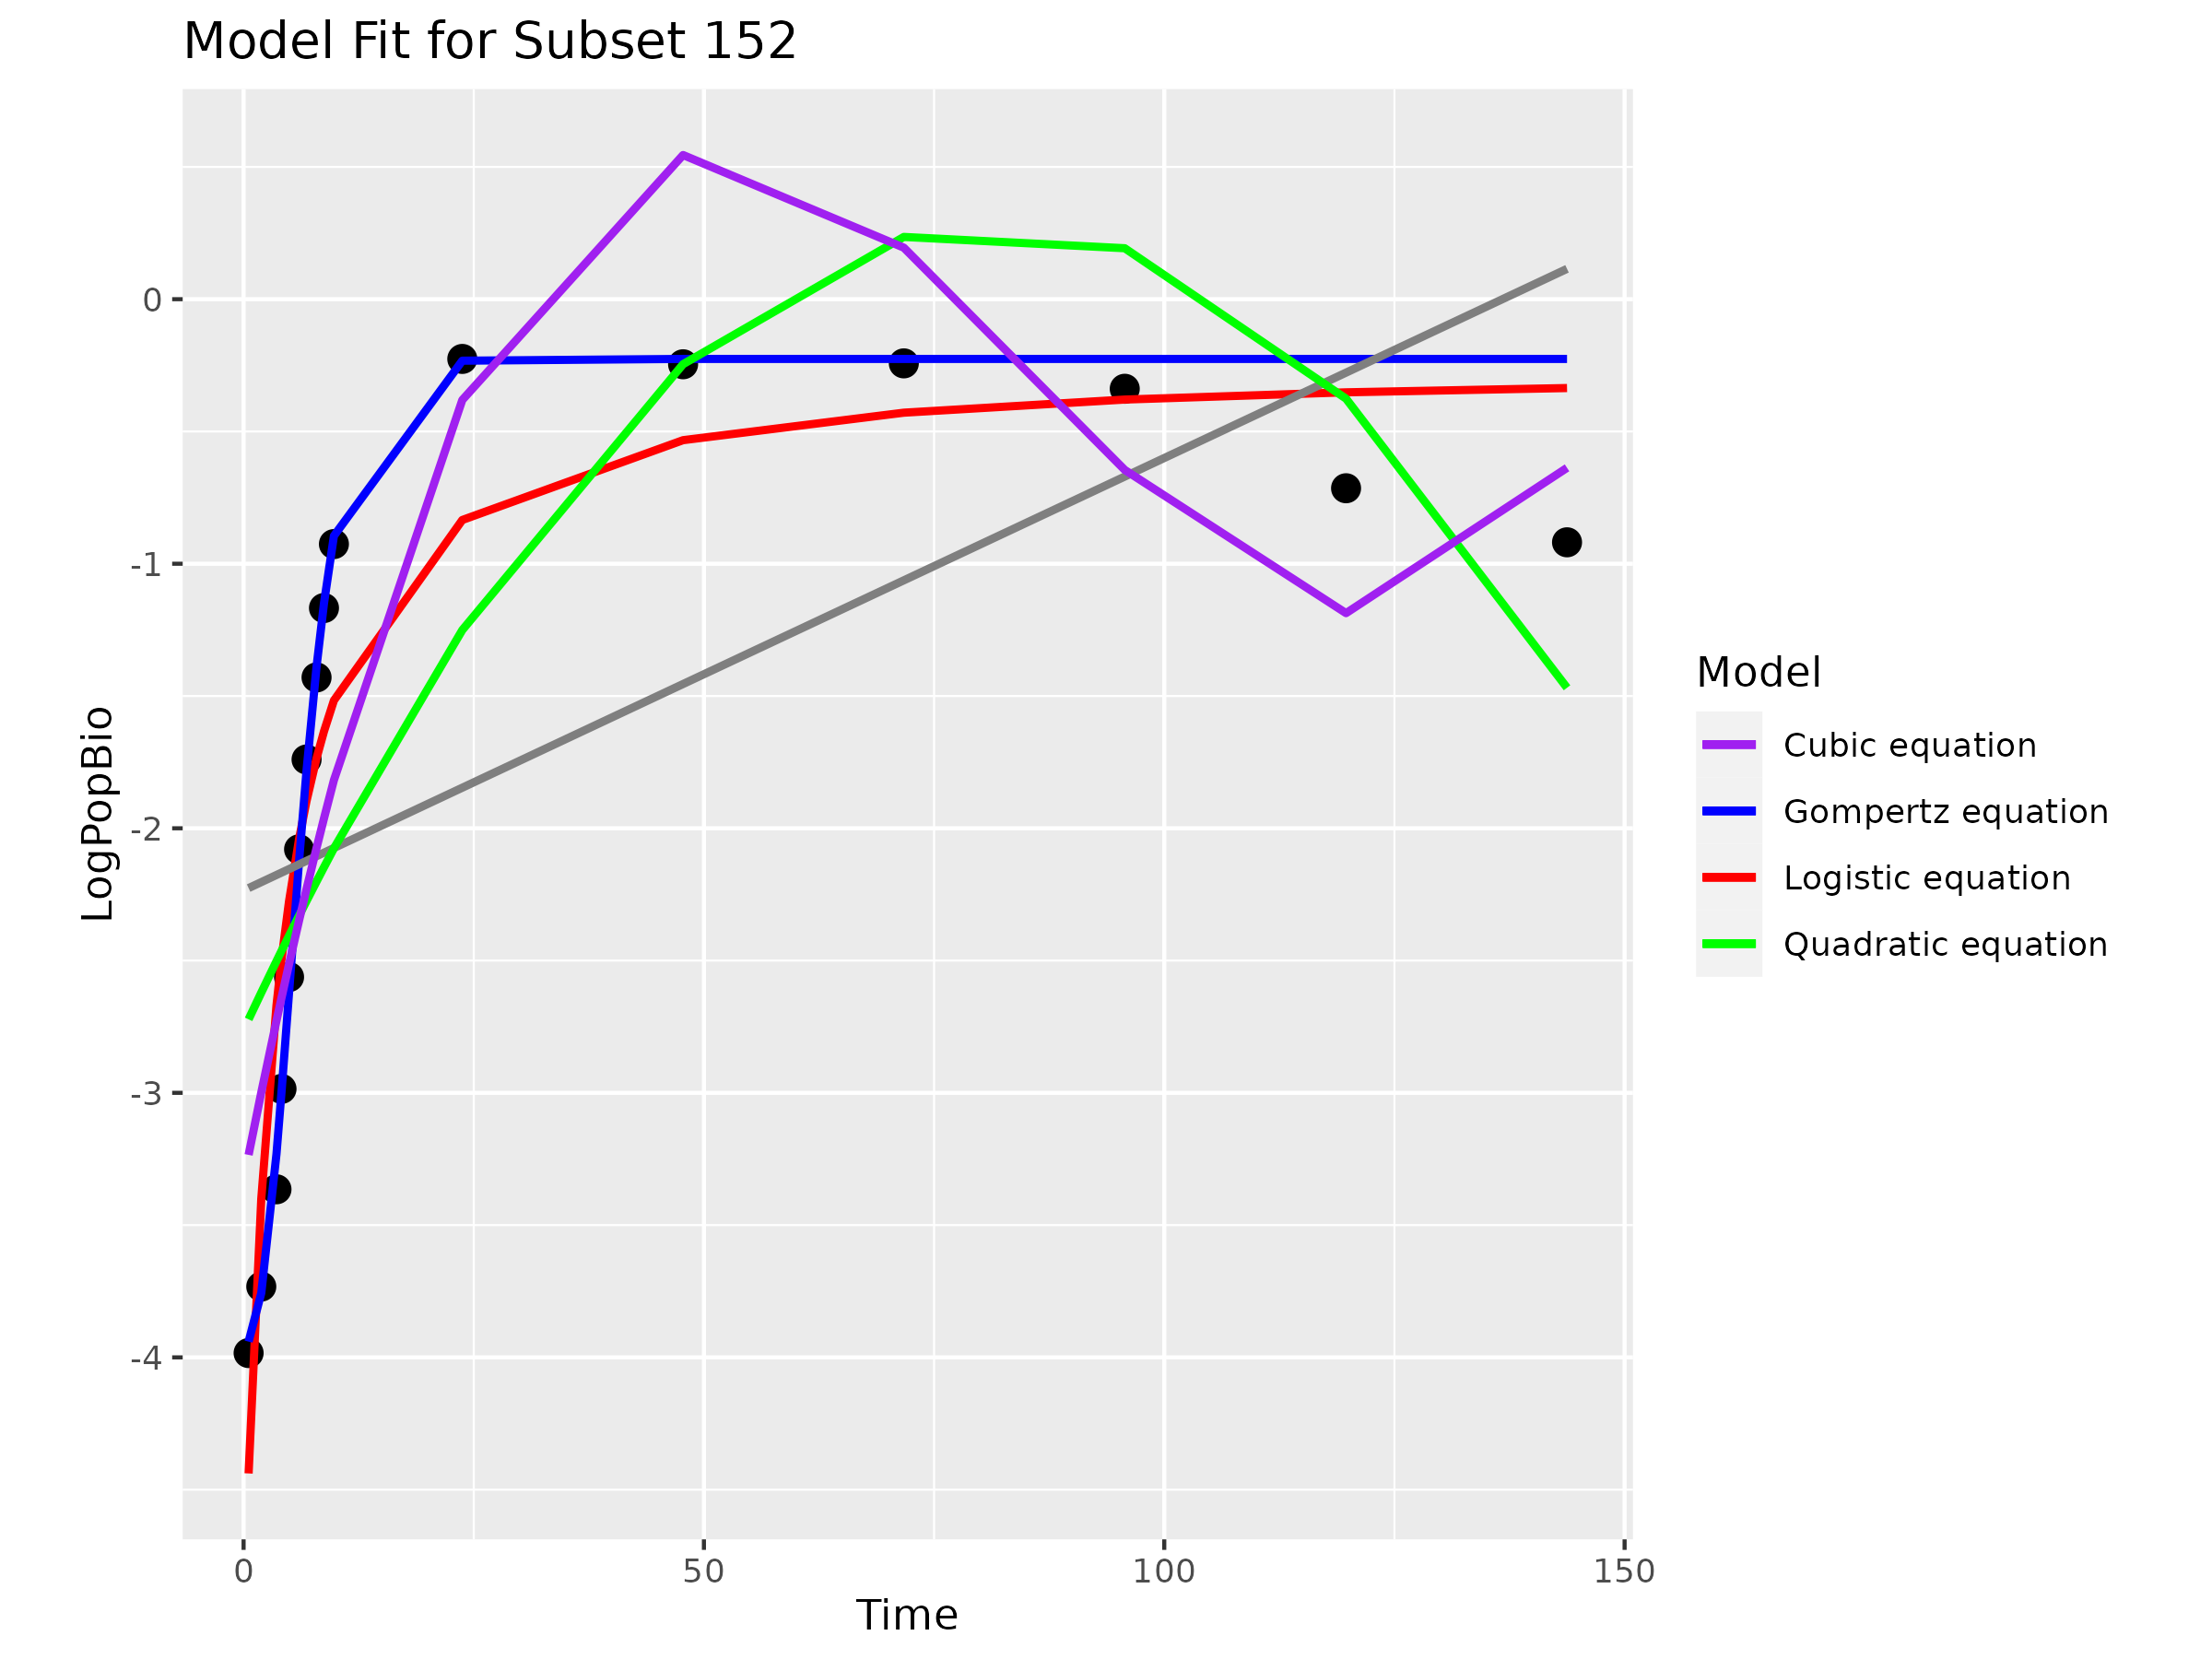 Model Fit for Subset 152
LogPopBio
0
-1
-2
-3
-4
0
50
100
150
Time
Model
Cubic equation
Gompertz equation
Logistic equation
Quadratic equation